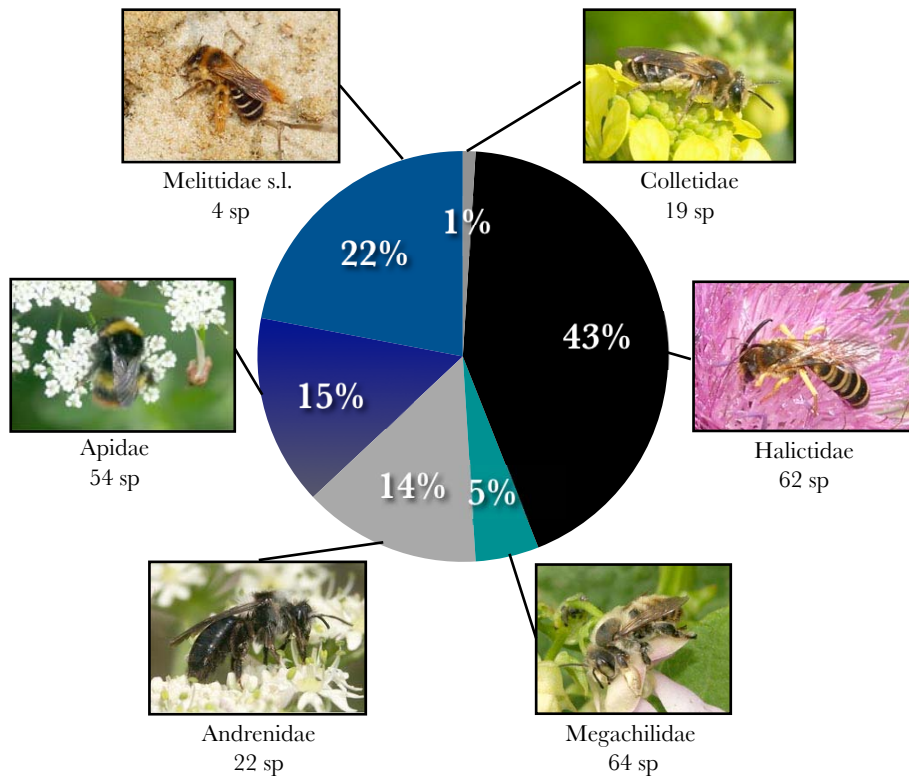 Melittidae s.l.
4 sp
Colletidae
19 sp
1%
22%
43%
Apidae
54 sp
15%
Halictidae
62 sp
14%
5%
Andrenidae
22 sp
Megachilidae
64 sp